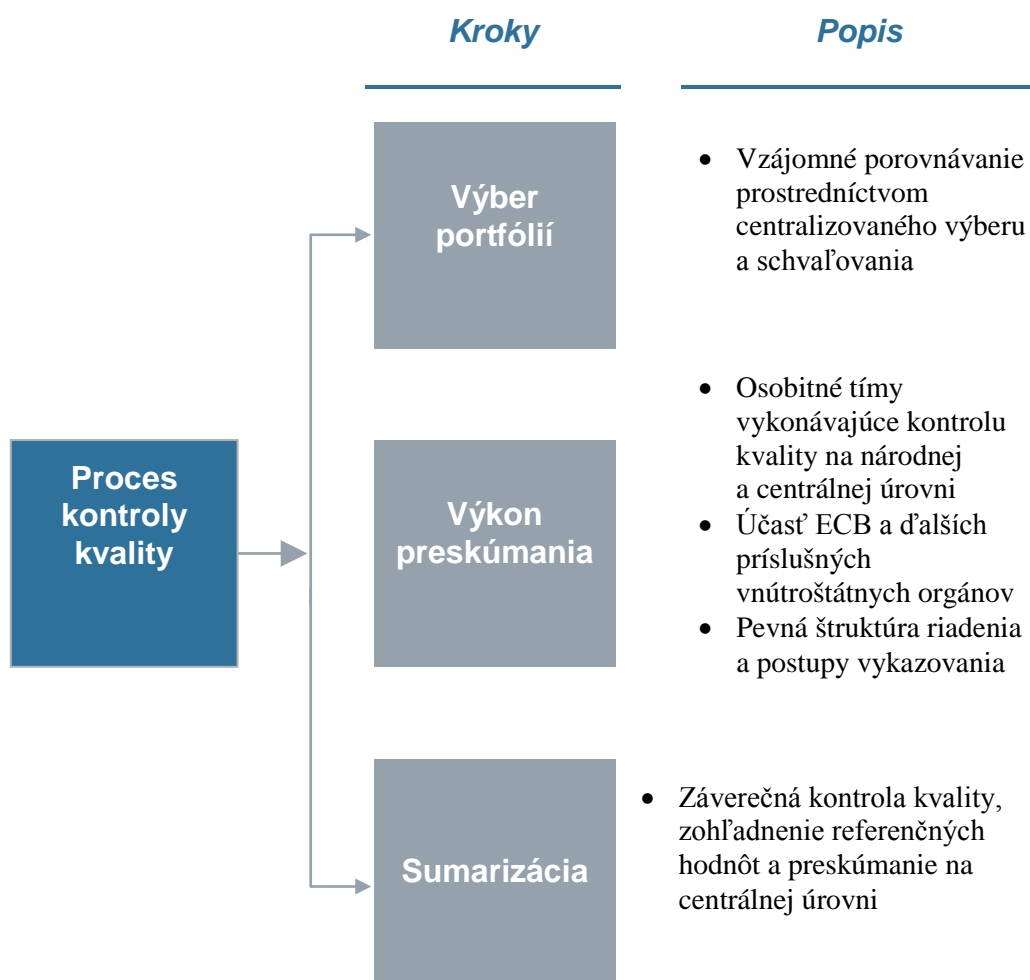 Kroky
Popis
Výber
portfólií
• Vzájomné porovnávanie
prostredníctvom
centralizovaného výberu
a schvaľovania
Proces
kontroly
kvality
Výkon
preskúmania
• Osobitné tímy
vykonávajúce kontrolu
kvality na národnej
a centrálnej úrovni
• Účasť ECB a ďalších
príslušných
vnútroštátnych orgánov
• Pevná štruktúra riadenia
a postupy vykazovania
Sumarizácia
• Záverečná kontrola kvality,
zohľadnenie referenčných
hodnôt a preskúmanie na
centrálnej úrovni